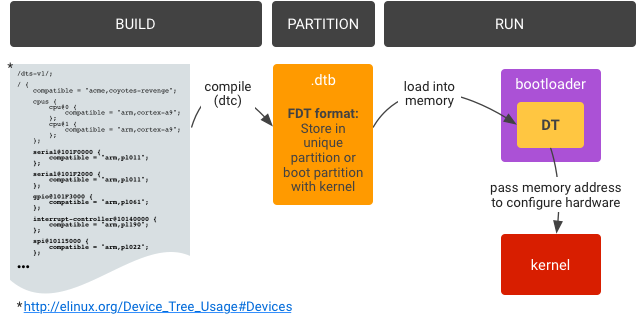 BUILD
PARTITION
RUN
*
/dts-v1/;
/ {
compatible = "acme,coyotes-revenge";
cpus {
cpu@0 {
compatible = "arm,cortex-a9";
};
cpu@1 {
compatible = "arm,cortex-a9";
};
};
serial@101F0000 {
compatible = "arm,pl011";
};
serial@101F2000 {
compatible = "arm,pl011";
};
gpio@101F3000 {
compatible = "arm,pl061";
};
interrupt-controller@10140000 {
compatible = "arm,pl190";
};
spi@10115000 {
compatible = "arm,pl022";
};
•••
compile
(dtc)
.dtb
FDT format:
Store in
unique
partition or
boot partition
with kernel
load into
memory
bootloader
DT
pass memory address
to configure hardware
kernel
*http://elinux.org/Device_Tree_Usage#Devices